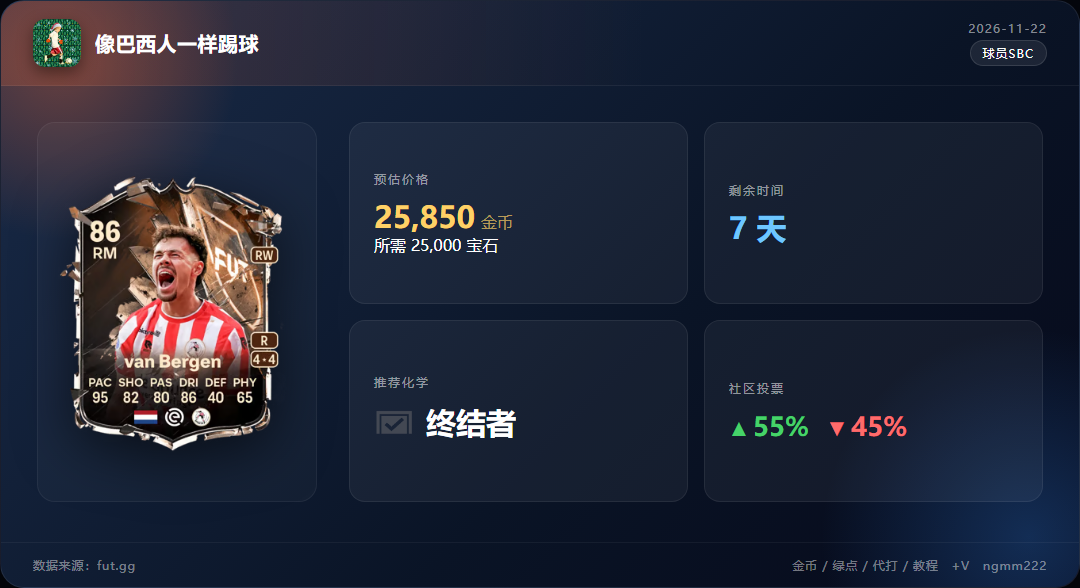 像巴西人一样踢球
2026-11-22
球员SBC
86
RM
FUT
RW
R
4·4
van Bergen
PAC SHO PAS DRI DEF PHY
95 82 80 86 40 65
预估价格
25,850 金币
所需 25,000 宝石
剩余时间
7 天
推荐化学
终结者
社区投票
▲55% ▼45%
数据来源: fut.gg
金币 / 绿点 / 代打 / 教程 +V ngmm222